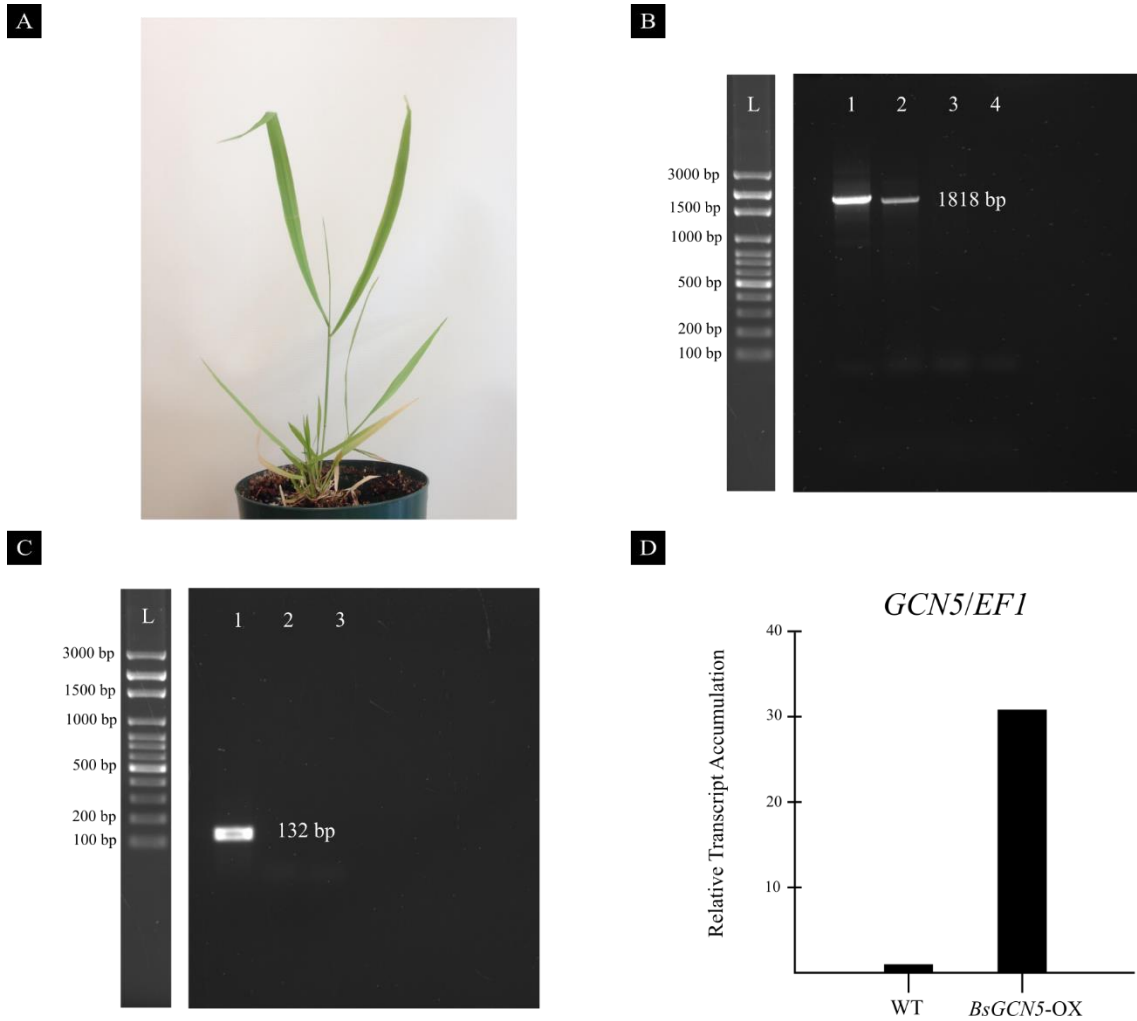 A
B
L
1 2 3 4
3000 bp
1500 bp
1000 bp
500 bp
200 bp
100 bp
1818 bp
C
L
1 2 3
3000 bp
1500 bp
1000 bp
500 bp
200 bp
100 bp
132 bp
D
GCN5/EF1
Relative Transcript Accumulation
40
30
20
10
WT
BsGCN5-OX